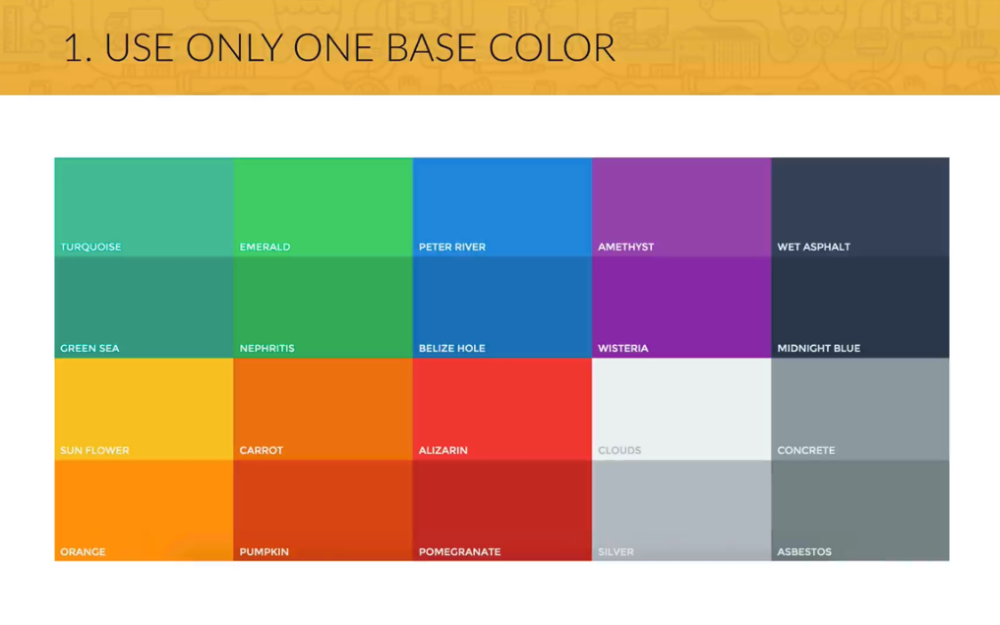 1. USE ONLY ONE BASE COLOR
TURQUOISE
EMERALD
PETER RIVER
AMETHYST
WET ASPHALT
GREEN SEA
NEPHRITIS
BELIZE HOLE
WISTERIA
MIDNIGHT BLUE
SUN FLOWER
CARROT
ALIZARIN
CLOUDS
CONCRETE
ORANGE
PUMPKIN
POMEGRANATE
SILVER
ASBESTOS